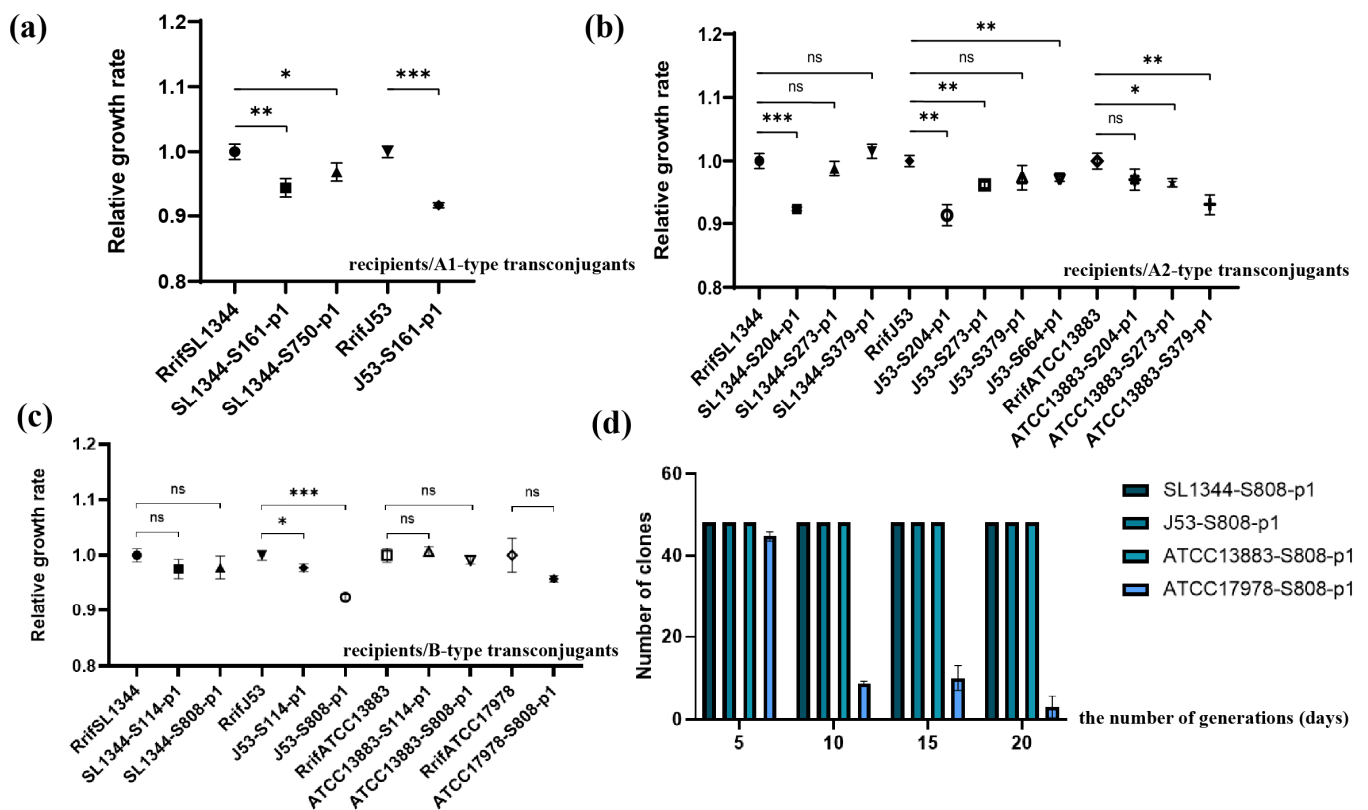 (a)
Relative growth rate
1.2
1.1
1.0
0.9
0.8
*
***
**
recipients/A1-type transconjugants
RrifSL1344
SL1344-S161-p1
SL1344-S750-p1
RrifJ53
J53-S161-p1
(b)
Relative growth rate
1.2
1.1
1.0
0.9
0.8
**
ns
ns
**
ns
**
*
***
**
ns
recipients/A2-type transconjugants
RrifSL1344
SL1344-S204-p1
SL1344-S273-p1
SL1344-S379-p1
RrifJ53
J53-S204-p1
J53-S273-p1
J53-S379-p1
J53-S664-p1
RrifATCC13883
ATCC13883-S204-p1
ATCC13883-S273-p1
ATCC13883-S379-p1
(c)
Relative growth rate
1.2
1.1
1.0
0.9
0.8
ns
***
ns
ns
ns
*
ns
recipients/B-type transconjugants
RrifSL1344
SL1344-S114-p1
SL1344-S808-p1
RrifJ53
J53-S114-p1
J53-S808-p1
RrifATCC13883
ATCC13883-S114-p1
ATCC13883-S808-p1
RrifATCC17978
ATCC17978-S808-p1
(d)
Number of clones
60
40
20
0
5
10
15
20
the number of generations (days)
SL1344-S808-p1
J53-S808-p1
ATCC13883-S808-p1
ATCC17978-S808-p1